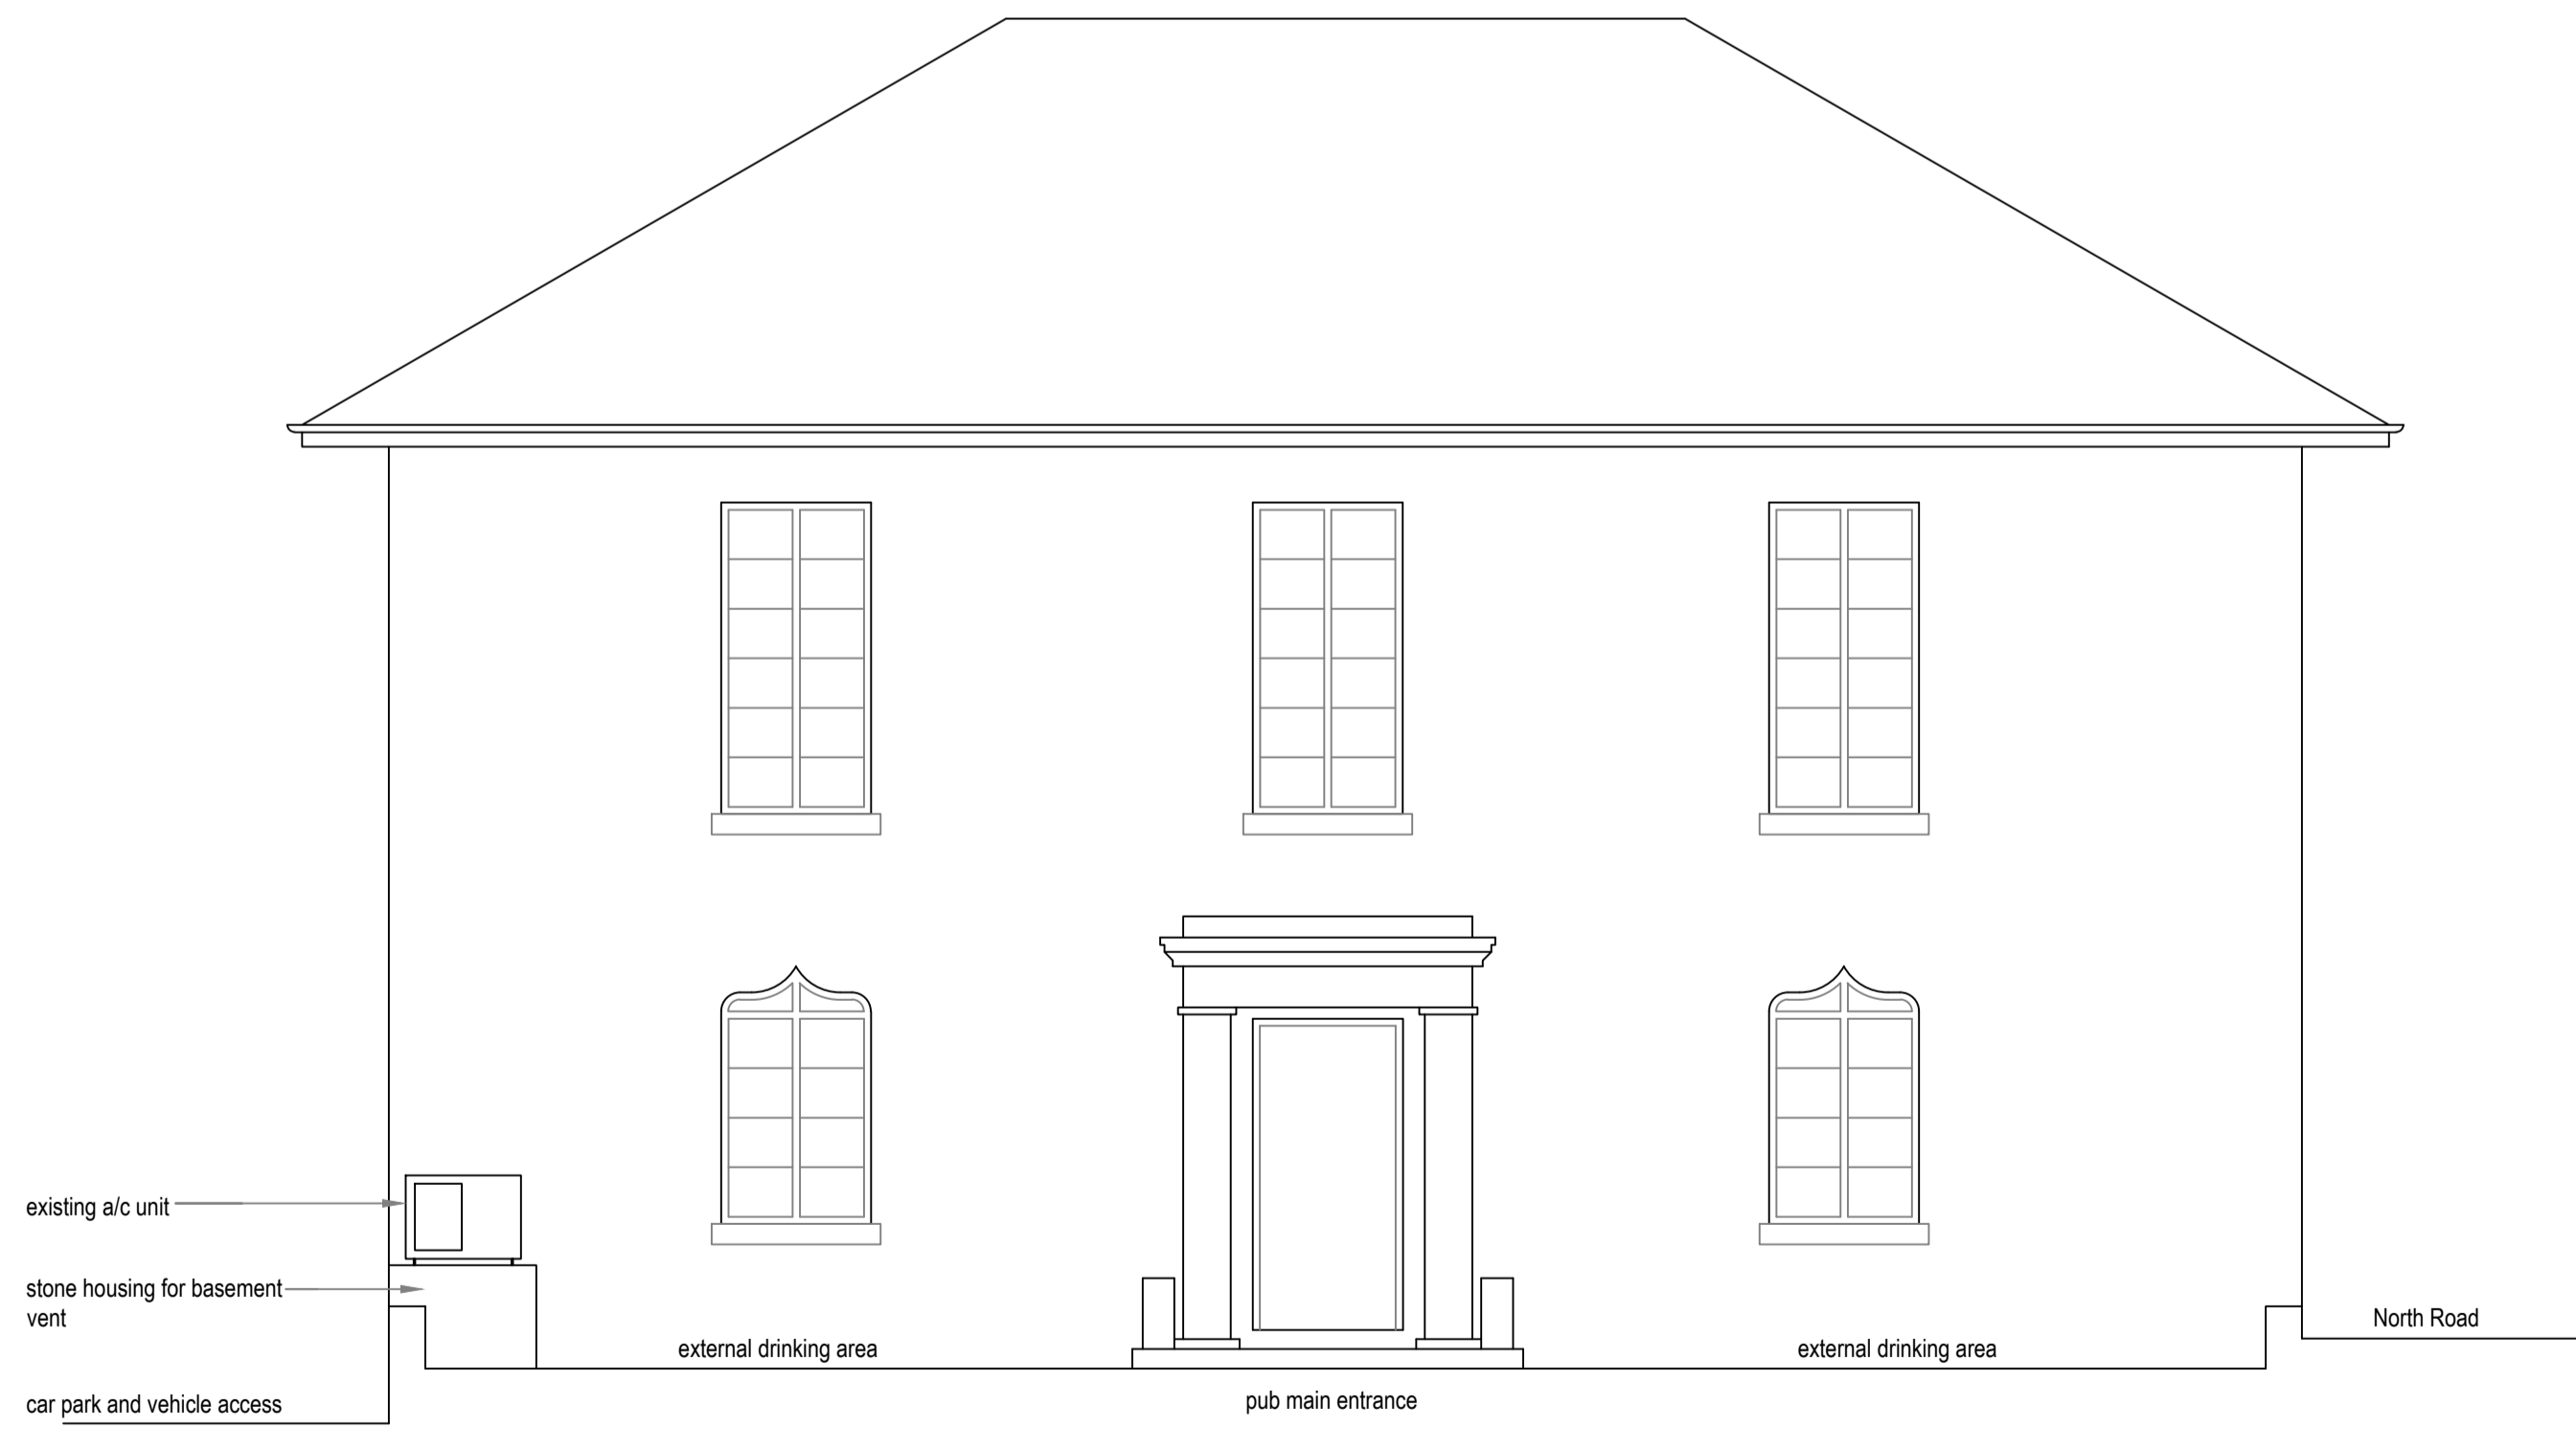 existing a/c unit
stone housing for basement
vent
external drinking area
external drinking area
North Road
car park and vehicle access
pub main entrance